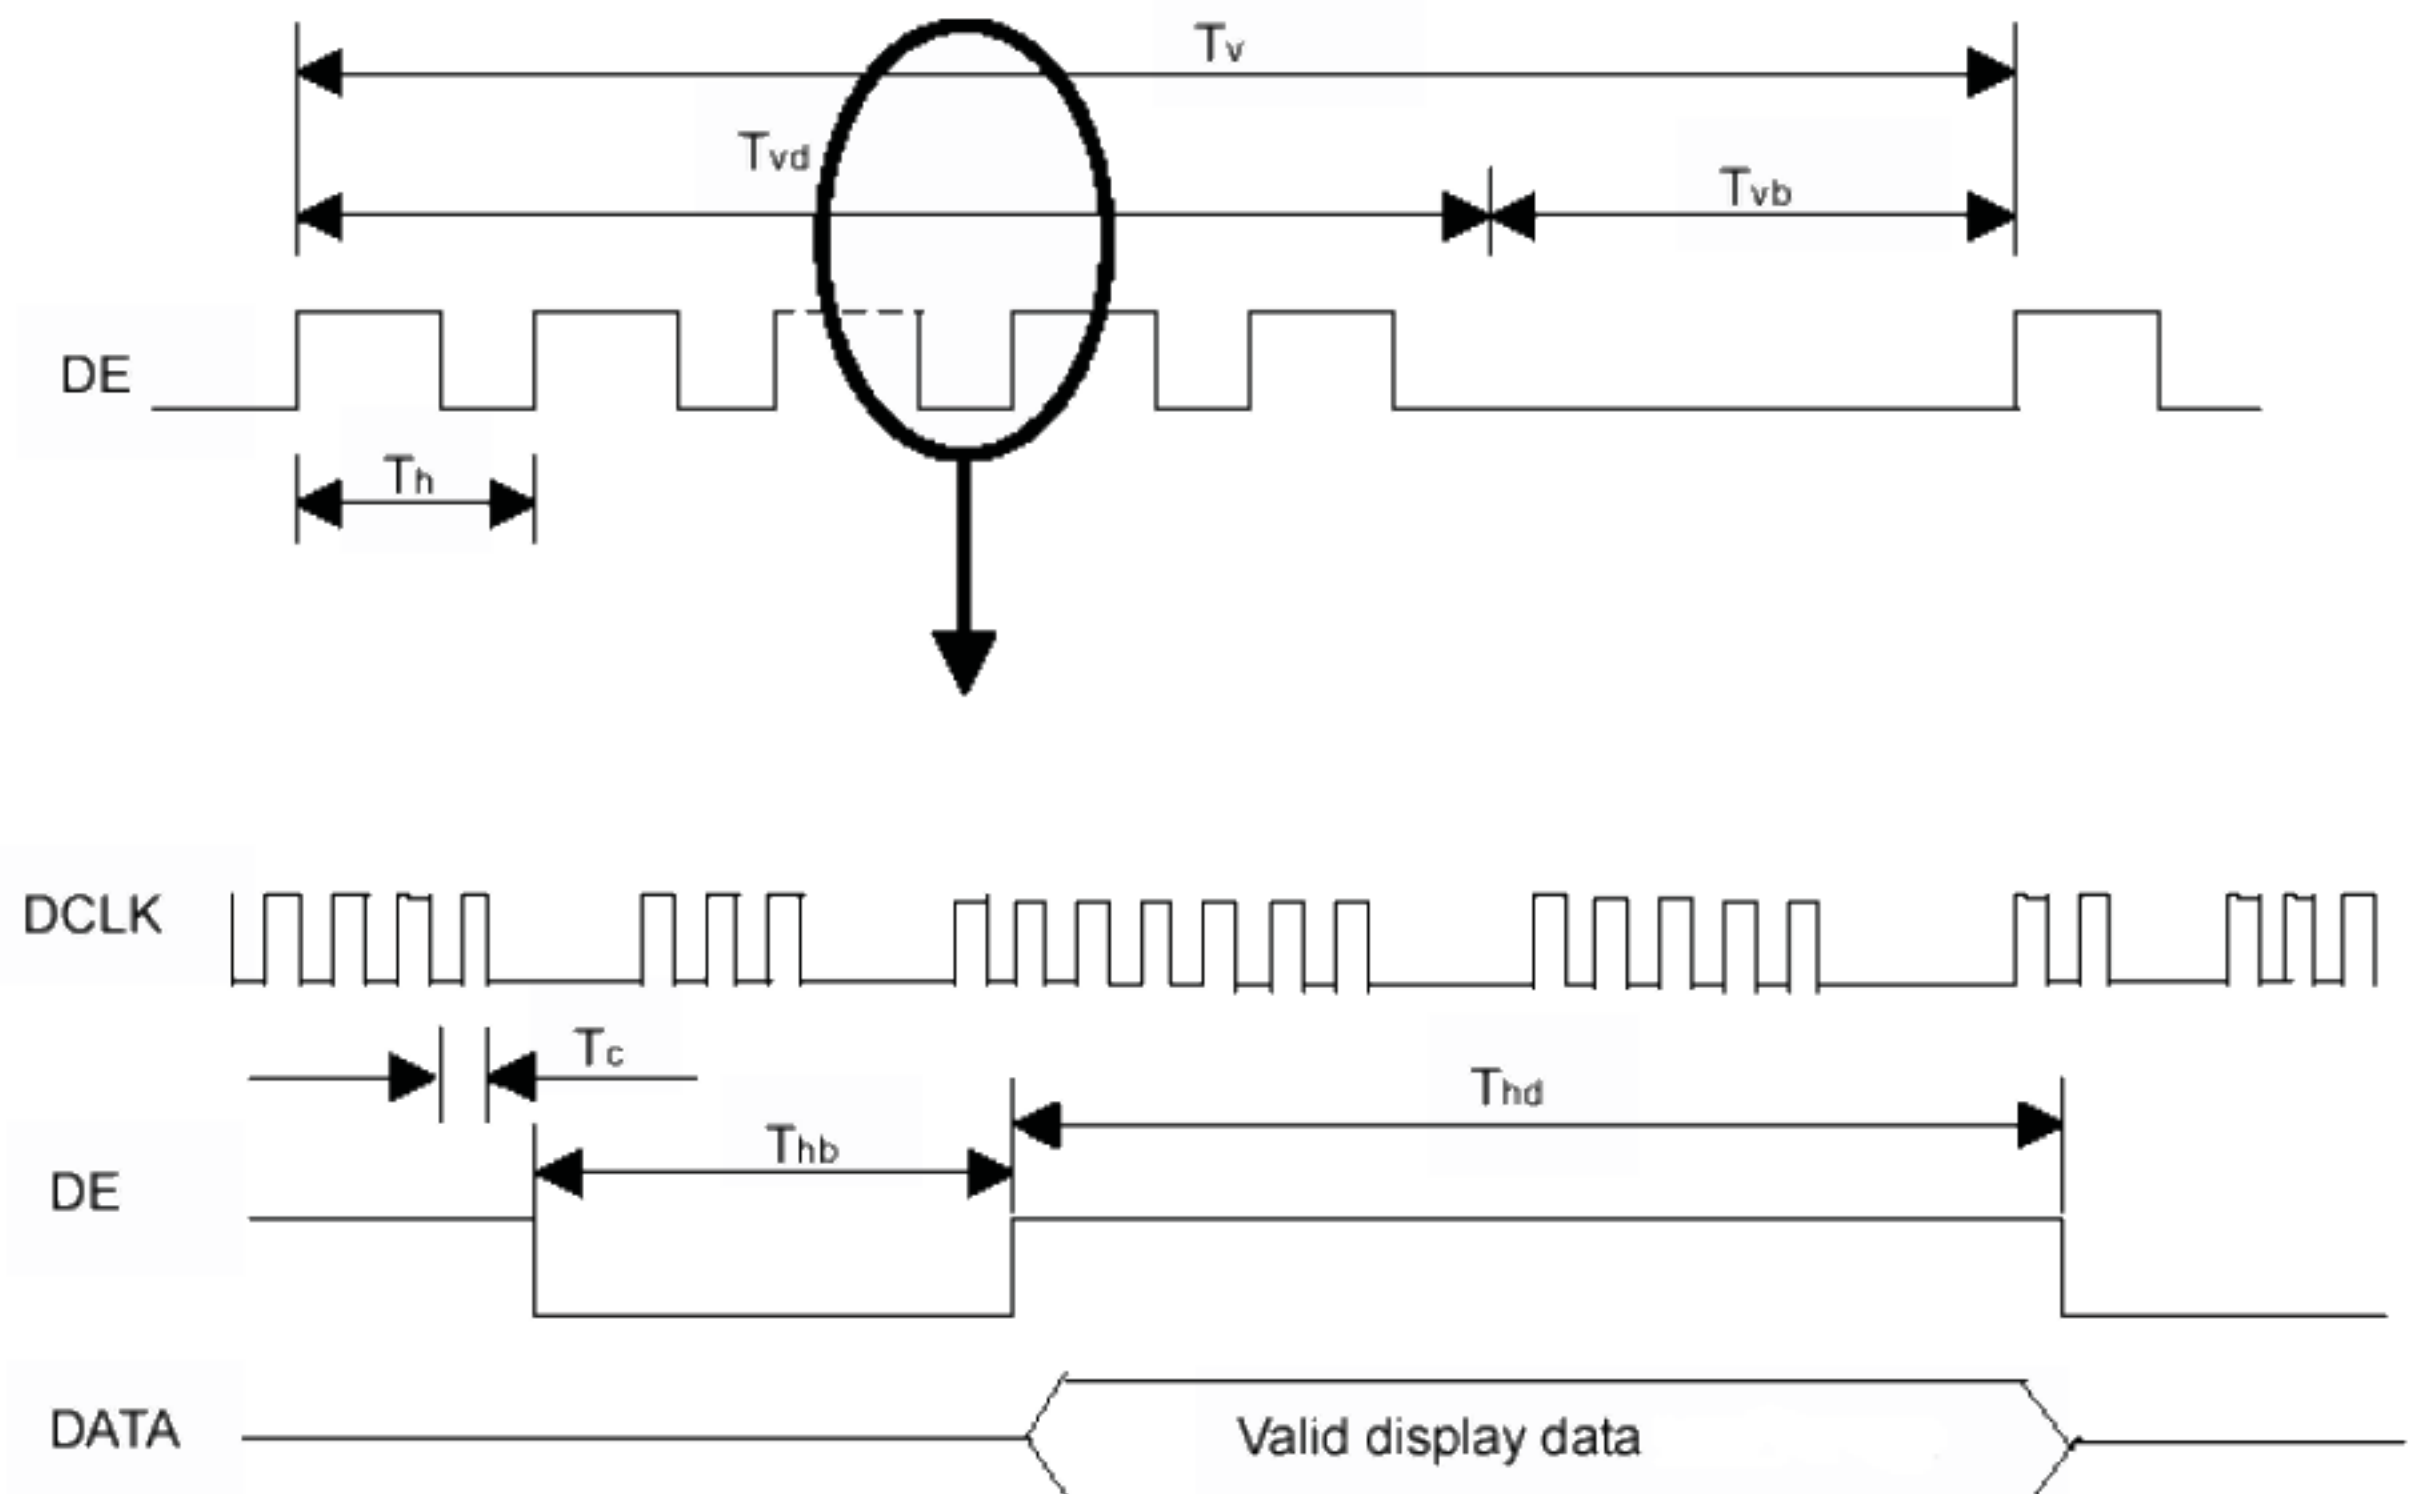 Tv
Tvd
Tvb
DE
Th
DCLK
Tc
Thd
Thb
DE
DATA
Valid display data